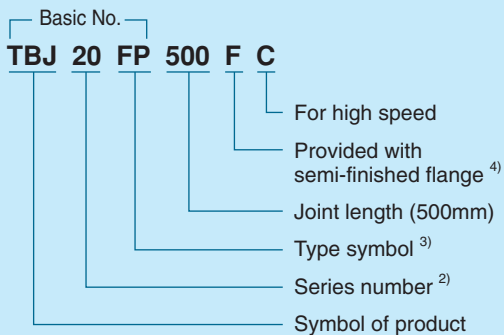 Basic No.
TBJ 20 FP 500 F C
For high speed
Provided with
semi-finished flange 4)
Joint length (500mm)
Type symbol 3)
Series number 2)
Symbol of product